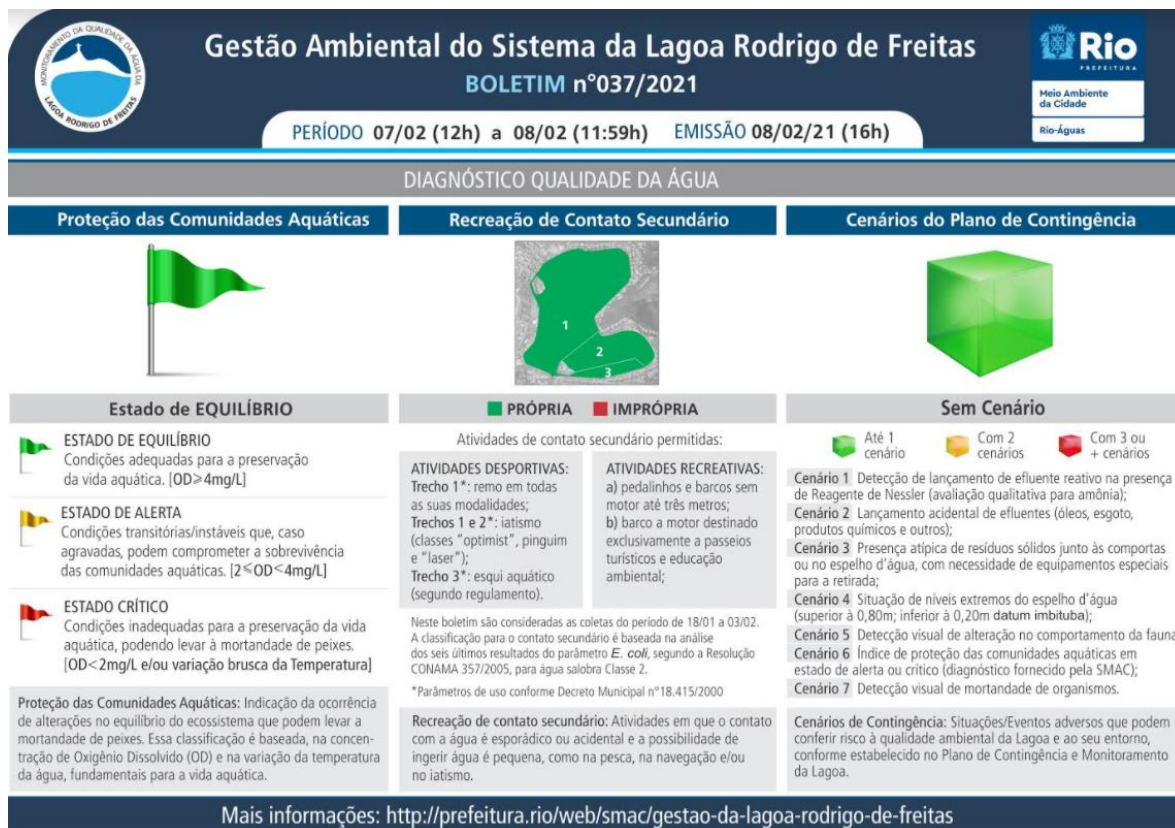 MONITORAMENTO DA QUALIDADE DA ÁGUA DA
LAGOA RODRIGO DE FREITAS
Gestão Ambiental do Sistema da Lagoa Rodrigo de Freitas
BOLETIM n°037/2021
PERÍODO 07/02 (12h) a 08/02 (11:59h) EMISSÃO 08/02/21 (16h)
Rio
PREFEITURA
Meio Ambiente
da Cidade
Rio-Águas
DIAGNÓSTICO QUALIDADE DA ÁGUA
Proteção das Comunidades Aquáticas
Estado de EQUILÍBRIO
ESTADO DE EQUILÍBRIO
Condições adequadas para a preservação
da vida aquática. [OD⩾4mg/L]
ESTADO DE ALERTA
Condições transitórias/instáveis que, caso
agravadas, podem comprometer a sobrevivência
das comunidades aquáticas. [2⩽OD<4mg/L]
ESTADO CRÍTICO
Condições inadequadas para a preservação da vida
aquática, podendo levar à mortandade de peixes.
[OD<2mg/L e/ou variação brusca da Temperatura]
Proteção das Comunidades Aquáticas: Indicação da ocorrência
de alterações no equilíbrio do ecossistema que podem levar a
mortandade de peixes. Essa classificação é baseada, na concen-
tração de Oxigênio Dissolvido (OD) e na variação da temperatura
da água, fundamentais para a vida aquática.
Recreação de Contato Secundário
1
2
3
PRÓPRIA IMPRÓPRIA
Atividades de contato secundário permitidas:
ATIVIDADES DESPORTIVAS:
Trecho 1*: remo em todas
as suas modalidades;
Trechos 1 e 2*: iatismo
(classes “optimist”, pinguim
e “laser”);
Trecho 3*: esqui aquático
(segundo regulamento).
ATIVIDADES RECREATIVAS:
a) pedalinhos e barcos sem
motor até três metros;
b) barco a motor destinado
exclusivamente a passeios
turísticos e educação
ambiental;
Neste boletim são consideradas as coletas do período de 18/01 a 03/02.
A classificação para o contato secundário é baseada na análise
dos seis últimos resultados do parâmetro E. coli, segundo a Resolução
CONAMA 357/2005, para água salobra Classe 2.
*Parâmetros de uso conforme Decreto Municipal n°18.415/2000
Recreação de contato secundário: Atividades em que o contato
com a água é esporádico ou acidental e a possibilidade de
ingerir água é pequena, como na pesca, na navegação e/ou
no iatismo.
Cenários do Plano de Contingência
Sem Cenário
Até 1
cenário
Com 2
cenários
Com 3 ou
+ cenários
Cenário 1 Detecção de lançamento de efluente reativo na presença
de Reagente de Nessler (avaliação qualitativa para amônia);
Cenário 2 Lançamento acidental de efluentes (óleos, esgoto,
produtos químicos e outros);
Cenário 3 Presença atípica de resíduos sólidos junto às comportas
ou no espelho d’água, com necessidade de equipamentos especiais
para a retirada;
Cenário 4 Situação de níveis extremos do espelho d’água
(superior à 0,80m; inferior à 0,20m datum imbituba);
Cenário 5 Detecção visual de alteração no comportamento da fauna
Cenário 6 Índice de proteção das comunidades aquáticas em
estado de alerta ou crítico (diagnóstico fornecido pela SMAC);
Cenário 7 Detecção visual de mortandade de organismos.
Cenários de Contingência: Situações/Eventos adversos que podem
conferir risco à qualidade ambiental da Lagoa e ao seu entorno,
conforme estabelecido no Plano de Contingência e Monitoramento
da Lagoa.
Mais informações: http://prefeitura.rio/web/smac/gestao-da-lagoa-rodrigo-de-freitas